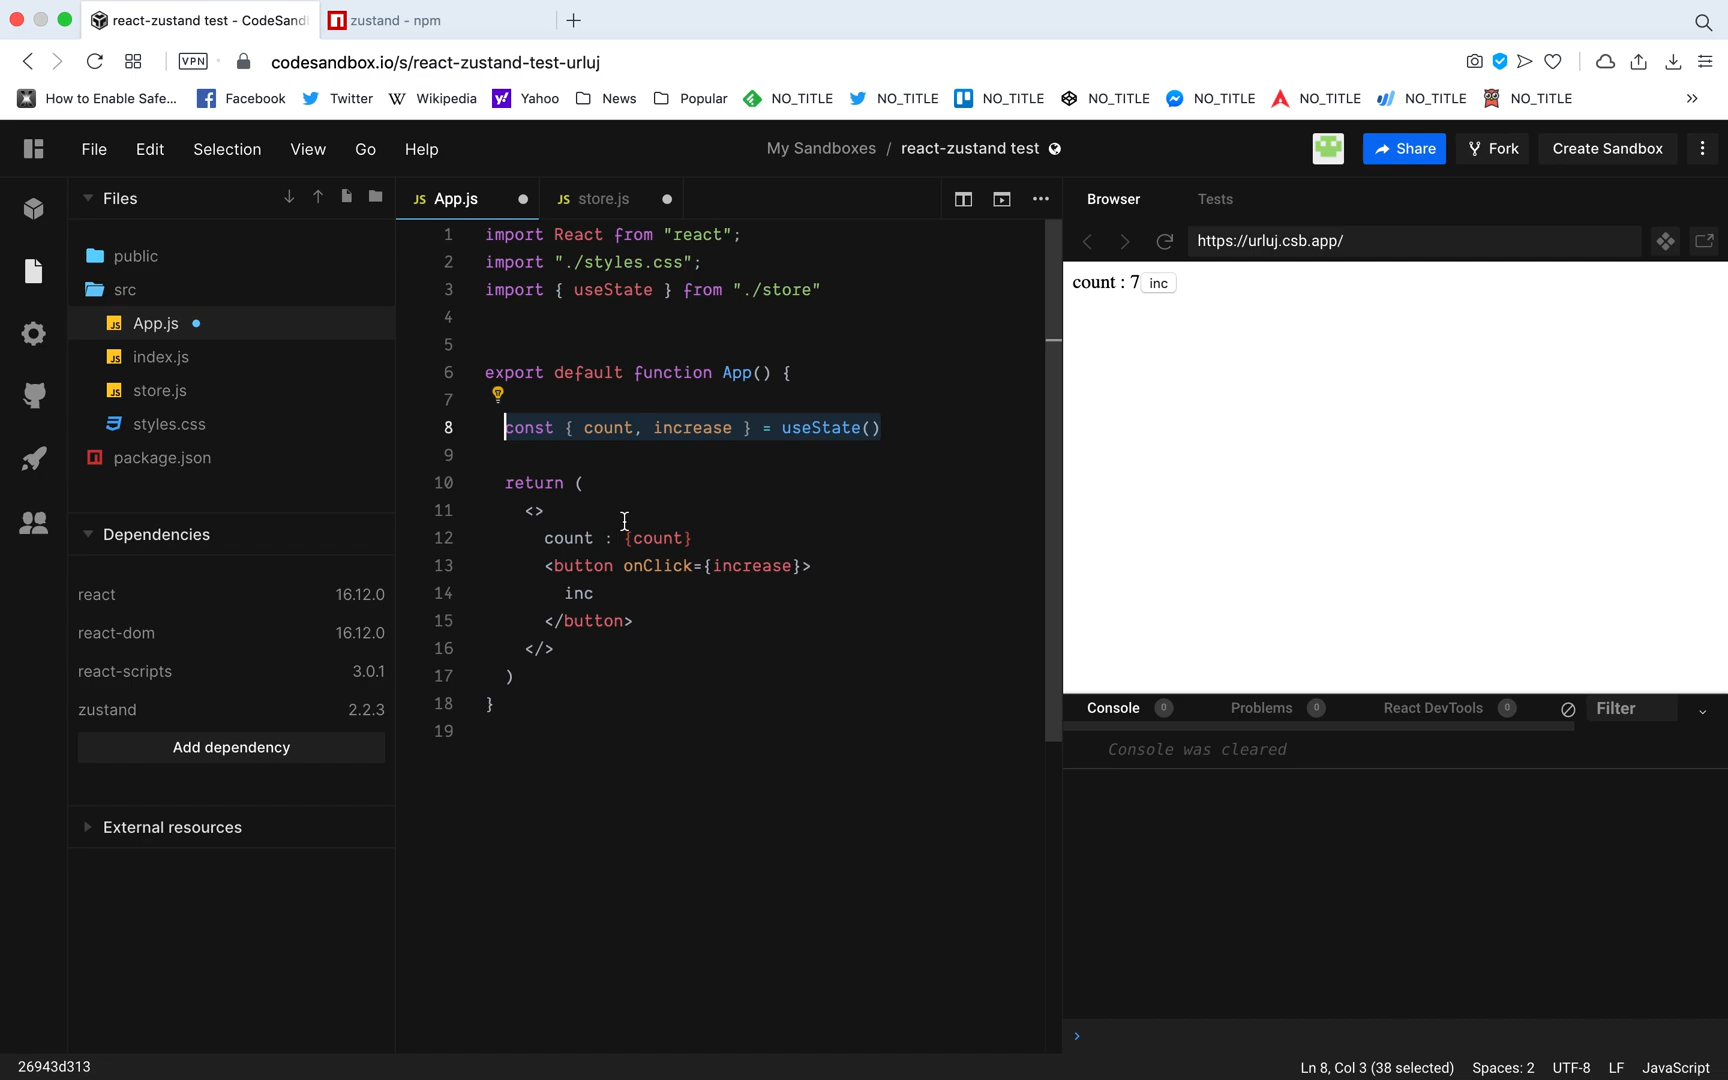 react-zustand test - CodeSand
zustand - npm
VPN
codesandbox.io/s/react-zustand-test-urluj
How to Enable Safe...
Facebook
Twitter
Wikipedia
Yahoo
News
Popular
NO_TITLE
NO_TITLE
NO_TITLE
NO_TITLE
NO_TITLE
NO_TITLE
NO_TITLE
NO_TITLE
File
Edit
Selection
View
Go
Help
My Sandboxes / react-zustand test
Share
Fork
Create Sandbox
Files
public
src
JS App.js
JS index.js
JS store.js
styles.css
package.json
Dependencies
react 16.12.0
react-dom 16.12.0
react-scripts 3.0.1
zustand 2.2.3
Add dependency
External resources
JS App.js
JS store.js
1 import React from "react";
2 import "./styles.css";
3 import { useState } from "./store"
4
5
6 export default function App() {
7
8 const { count, increase } = useState()
9
10 return (
11 <>
12 count : {count}
13 <button onClick={increase}>
14 inc
15 </button>
16 </>
17 )
18 }
19
Browser
Tests
https://urluj.csb.app/
count : 7 inc
Console 0
Problems 0
React DevTools 0
Filter
Console was cleared
26943d313
Ln 8, Col 3 (38 selected)
Spaces: 2
UTF-8
LF
JavaScript